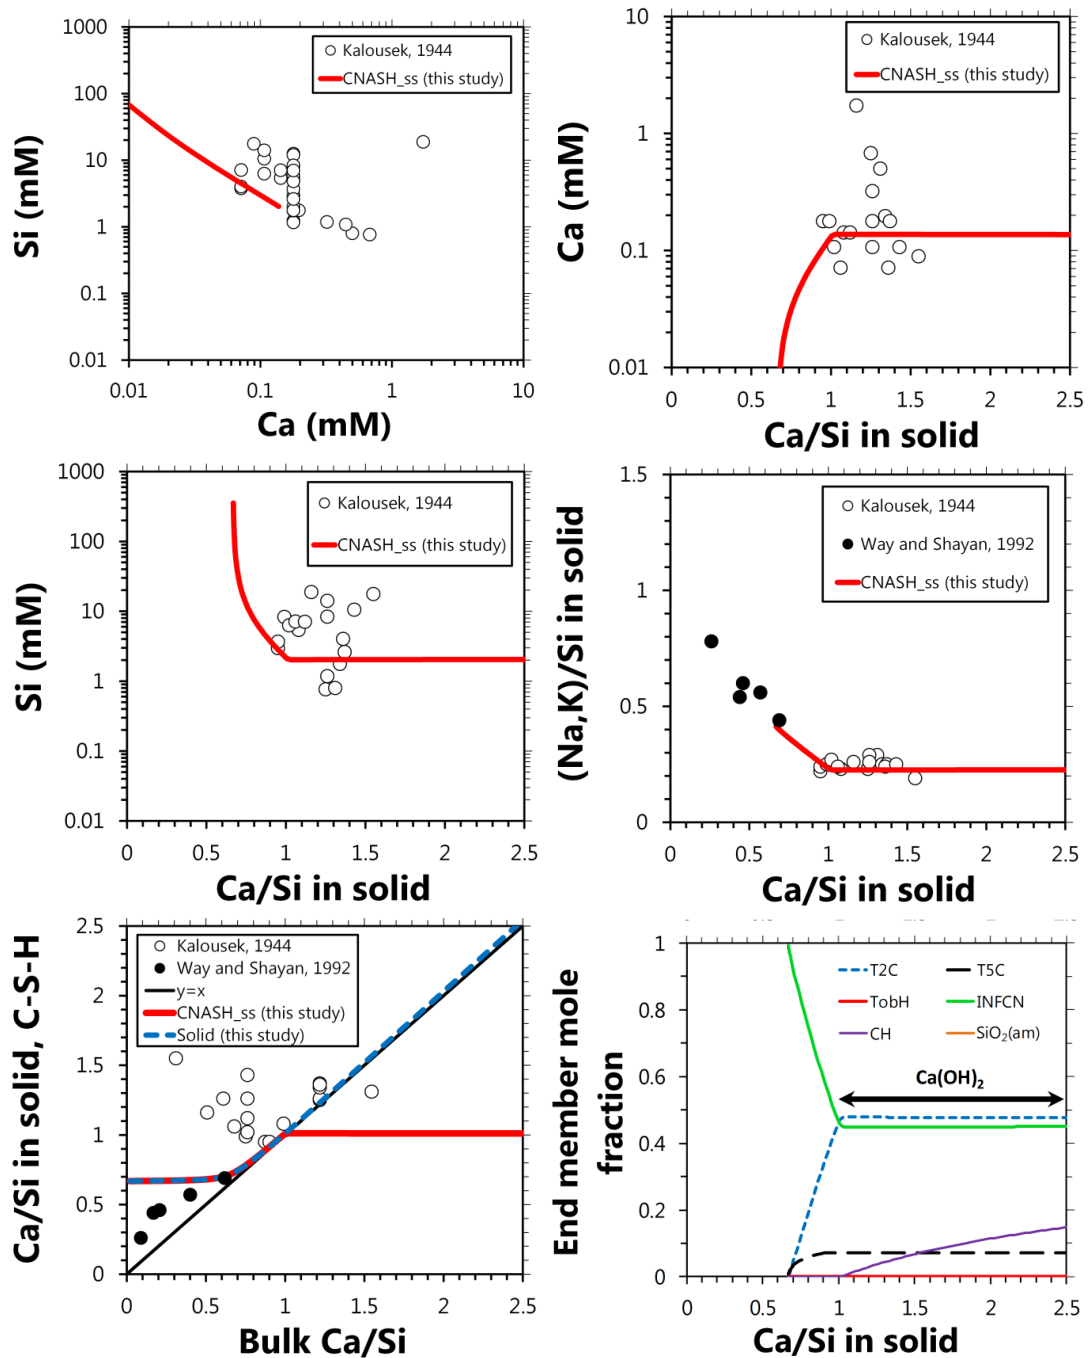 1000
100
10
1
0.1
0.01
Si (mM)
Kalousek, 1944
CNASH_ss (this study)
0.01
0.1
1
10
Ca (mM)
10
1
0.1
0.01
Ca (mM)
Kalousek, 1944
CNASH_ss (this study)
0
0.5
1
1.5
2
2.5
Ca/Si in solid
1000
100
10
1
0.1
0.01
Si (mM)
Kalousek, 1944
CNASH_ss (this study)
0
0.5
1
1.5
2
2.5
Ca/Si in solid
1.5
1
0.5
0
(Na,K)/Si in solid
Kalousek, 1944
Way and Shayan, 1992
CNASH_ss (this study)
0
0.5
1
1.5
2
2.5
Ca/Si in solid
2.5
2
1.5
1
0.5
0
Ca/Si in solid, C-S-H
Kalousek, 1944
Way and Shayan, 1992
y=x
CNASH_ss (this study)
Solid (this study)
0
0.5
1
1.5
2
2.5
Bulk Ca/Si
1
0.8
0.6
0.4
0.2
0
End member mole
fraction
T2C
T5C
TobH
INFCN
CH
SiO₂(am)
Ca(OH)₂
0
0.5
1
1.5
2
2.5
Ca/Si in solid